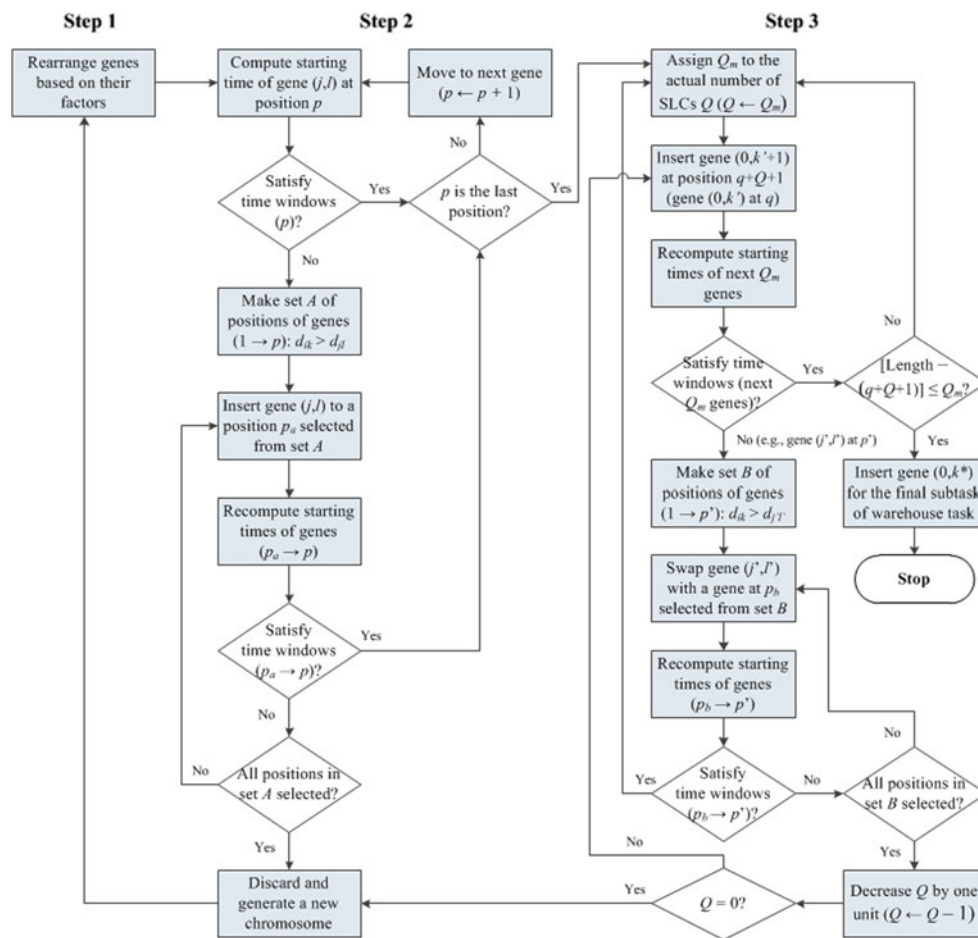 Step 1
Step 2
Step 3
Rearrange genes
based on their
factors
Compute starting
time of gene (j,l) at
position p
Move to next gene
(p ← p + 1)
No
Satisfy
time windows
(p)?
Yes
p is the last
position?
Yes
No
Make set A of
positions of genes
(1 → p): dik > djl
Insert gene (j,l) to a
position pa selected
from set A
Recompute starting
times of genes
(pa → p)
Satisfy
time windows
(pa → p)?
Yes
No
No
All positions in
set A selected?
Yes
Discard and
generate a new
chromosome
Assign Qm to the
actual number of
SLCs Q (Q ← Qm)
Insert gene (0,k'+1)
at position q+Q+1
(gene (0,k') at q)
Recompute starting
times of next Qm
genes
No
Satisfy time
windows (next
Qm genes)?
Yes
[Length –
(q+Q+1)] ≤ Qm?
No (e.g., gene (j',l') at p')
Yes
Make set B of
positions of genes
(1 → p'): dik > dj'l'
Insert gene (0,k*)
for the final subtask
of warehouse task
Stop
Swap gene (j',l')
with a gene at pb
selected from set B
Recompute starting
times of genes
(pb → p')
No
Yes
Satisfy
time windows
(pb → p')?
No
All positions in
set B selected?
No
Yes
Yes
Q = 0?
Decrease Q by one
unit (Q ← Q – 1)